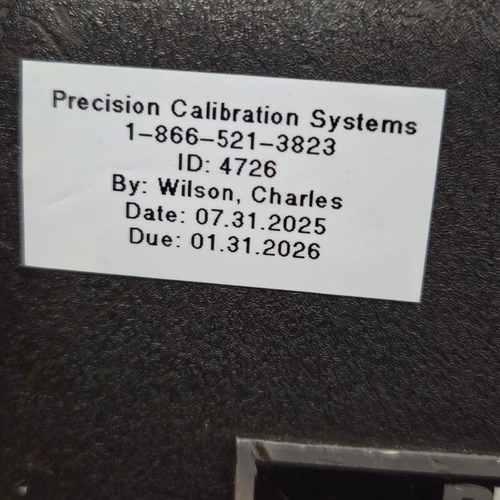 Precision Calibration Systems
1-866-521-3823
ID: 4726
By: Wilson, Charles
Date: 07.31.2025
Due: 01.31.2026